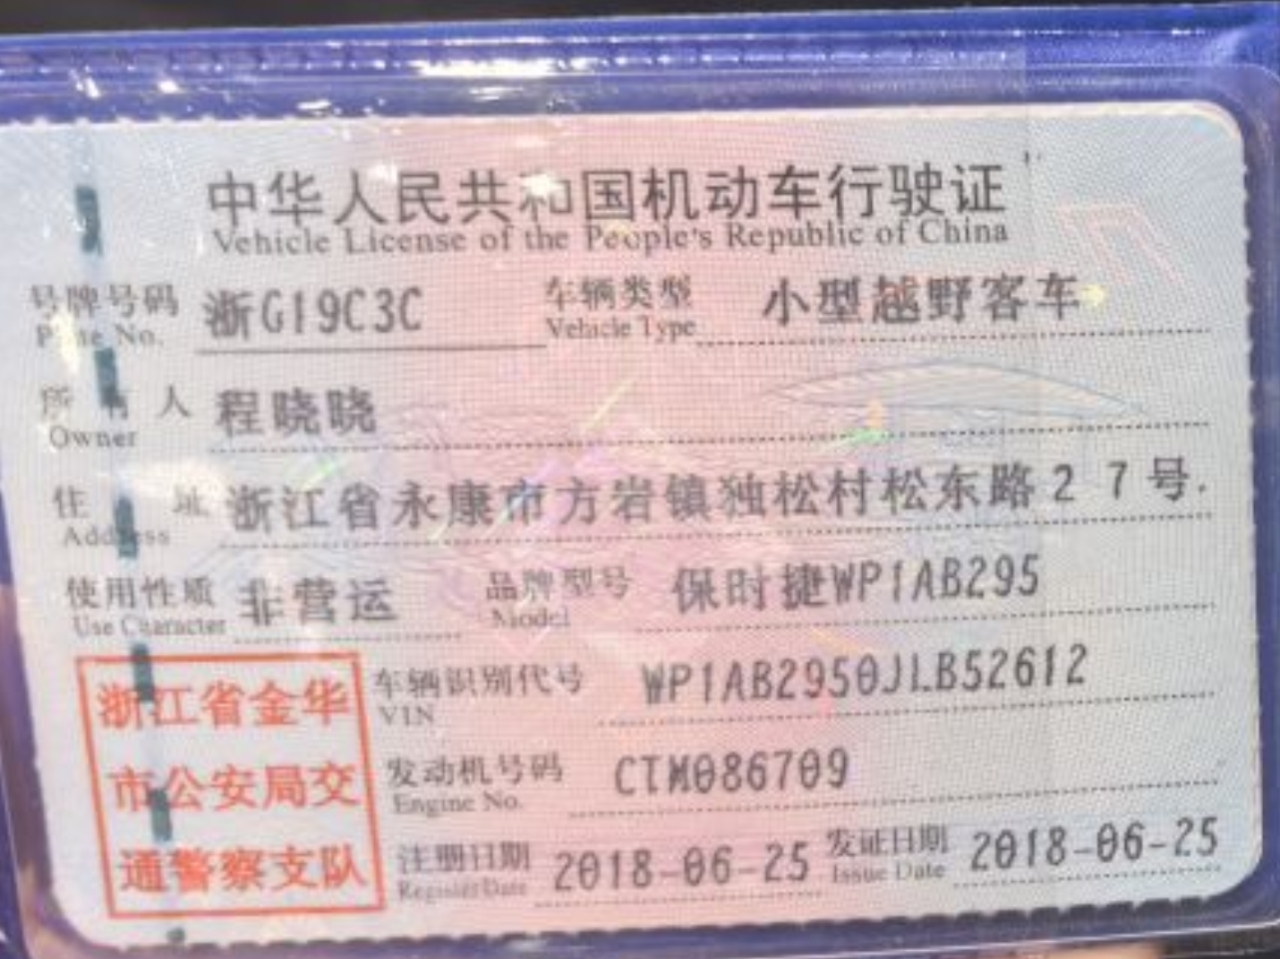 中华人民共和国机动车行驶证
Vehicle License of the People's Republic of China
号牌号码 浙G19C3C 车辆类型 小型越野客车
Plate No. Vehicle Type
所有人 程晓晓
Owner
住址 浙江省永康市方岩镇独松村松东路27号.
Address
使用性质 非营运 品牌型号 保时捷WP1AB295
Use Character Model
浙江省金华 车辆识别代号 WP1AB2950JLB52612
VIN
市公安局交 发动机号码 CTM086709
Engine No.
通警察支队 注册日期 2018-06-25 发证日期 2018-06-25
Register Date Issue Date